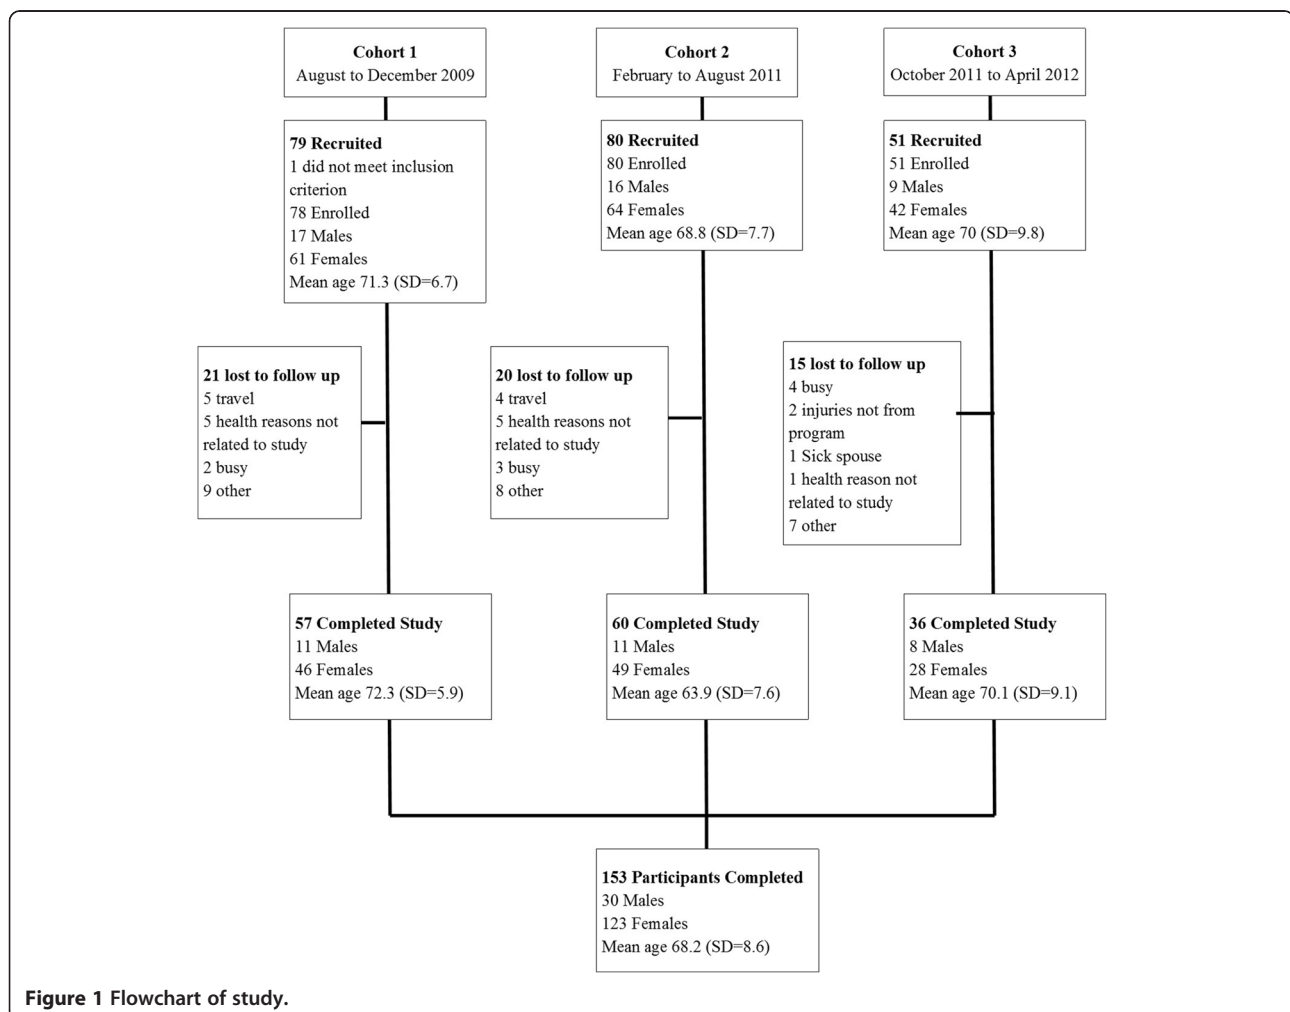 Cohort 1
August to December 2009
Cohort 2
February to August 2011
Cohort 3
October 2011 to April 2012
79 Recruited
1 did not meet inclusion
criterion
78 Enrolled
17 Males
61 Females
Mean age 71.3 (SD=6.7)
80 Recruited
80 Enrolled
16 Males
64 Females
Mean age 68.8 (SD=7.7)
51 Recruited
51 Enrolled
9 Males
42 Females
Mean age 70 (SD=9.8)
21 lost to follow up
5 travel
5 health reasons not
related to study
2 busy
9 other
20 lost to follow up
4 travel
5 health reasons not
related to study
3 busy
8 other
15 lost to follow up
4 busy
2 injuries not from
program
1 Sick spouse
1 health reason not
related to study
7 other
57 Completed Study
11 Males
46 Females
Mean age 72.3 (SD=5.9)
60 Completed Study
11 Males
49 Females
Mean age 63.9 (SD=7.6)
36 Completed Study
8 Males
28 Females
Mean age 70.1 (SD=9.1)
153 Participants Completed
30 Males
123 Females
Mean age 68.2 (SD=8.6)
Figure 1 Flowchart of study.